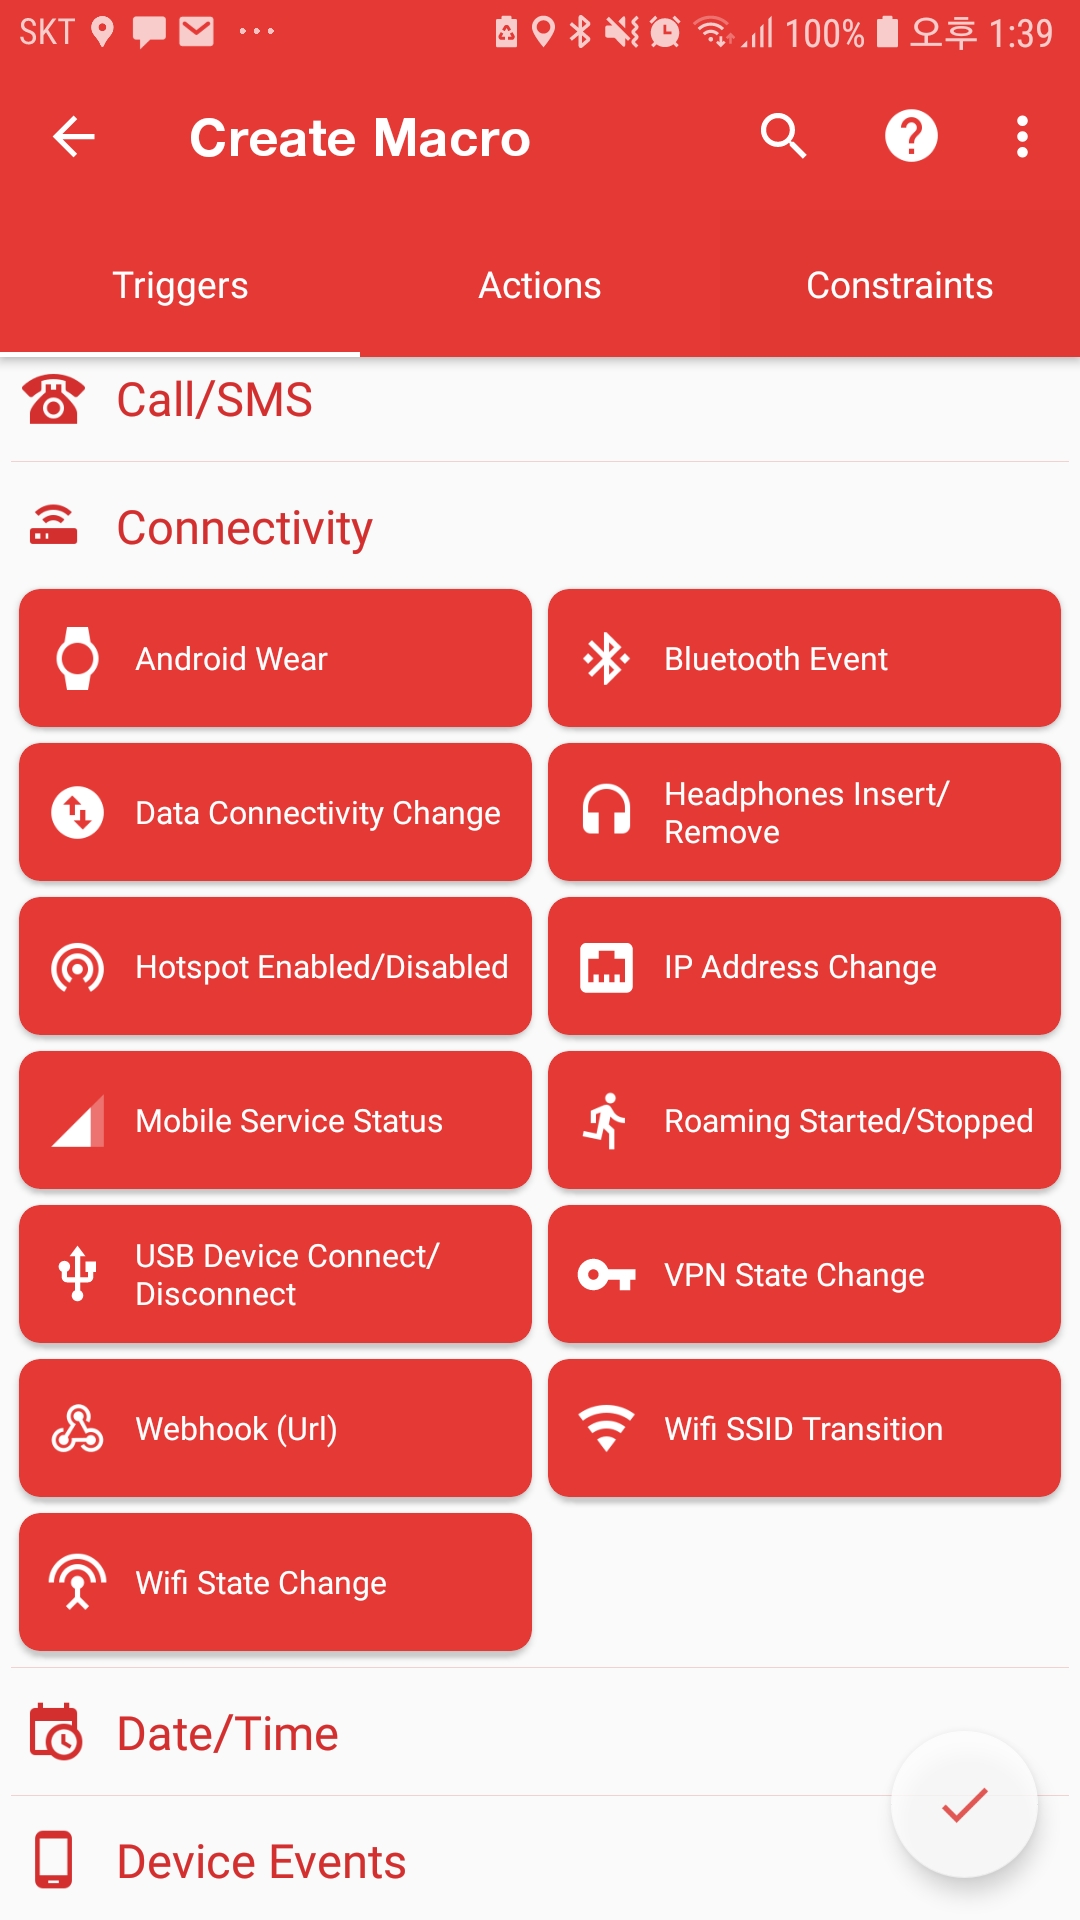 SKT 100% 오후 1:39
Create Macro
Triggers Actions Constraints
Call/SMS
Connectivity
Android Wear
Bluetooth Event
Data Connectivity Change
Headphones Insert/
Remove
Hotspot Enabled/Disabled
IP Address Change
Mobile Service Status
Roaming Started/Stopped
USB Device Connect/
Disconnect
VPN State Change
Webhook (Url)
Wifi SSID Transition
Wifi State Change
Date/Time
Device Events